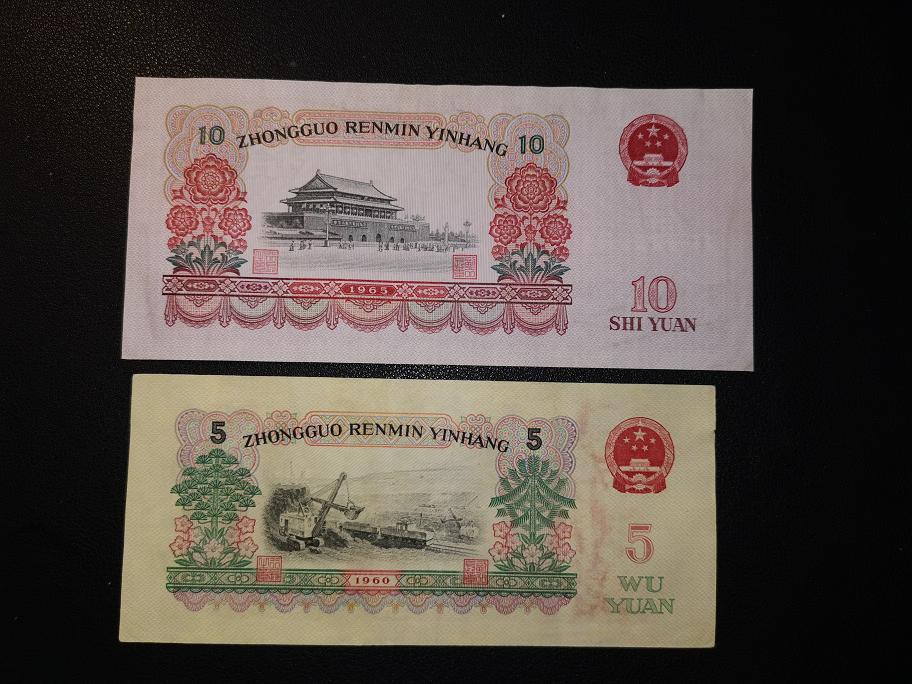 10 ZHONGGUO RENMIN YINHANG 10
1965
10
SHI YUAN
5 ZHONGGUO RENMIN YINHANG 5
1960
5
WU
YUAN